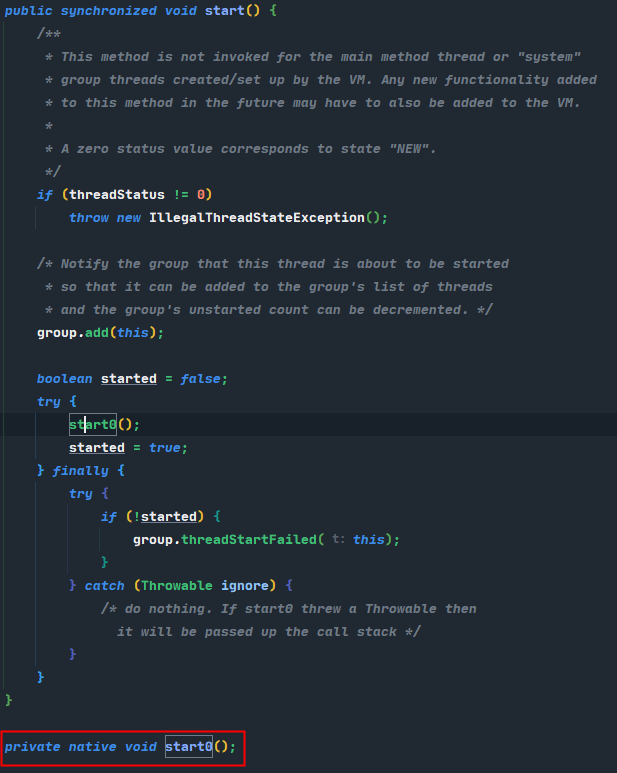 public synchronized void start() {
    /**
     * This method is not invoked for the main method thread or "system"
     * group threads created/set up by the VM. Any new functionality added
     * to this method in the future may have to also be added to the VM.
     *
     * A zero status value corresponds to state "NEW".
     */
    if (threadStatus != 0)
        throw new IllegalThreadStateException();
    /* Notify the group that this thread is about to be started
     * so that it can be added to the group's list of threads
     * and the group's unstarted count can be decremented. */
    group.add(this);
    boolean started = false;
    try {
        start0();
        started = true;
    } finally {
        try {
            if (!started) {
                group.threadStartFailed( t: this);
            }
        } catch (Throwable ignore) {
            /* do nothing. If start0 threw a Throwable then
              it will be passed up the call stack */
        }
    }
}
private native void start0();